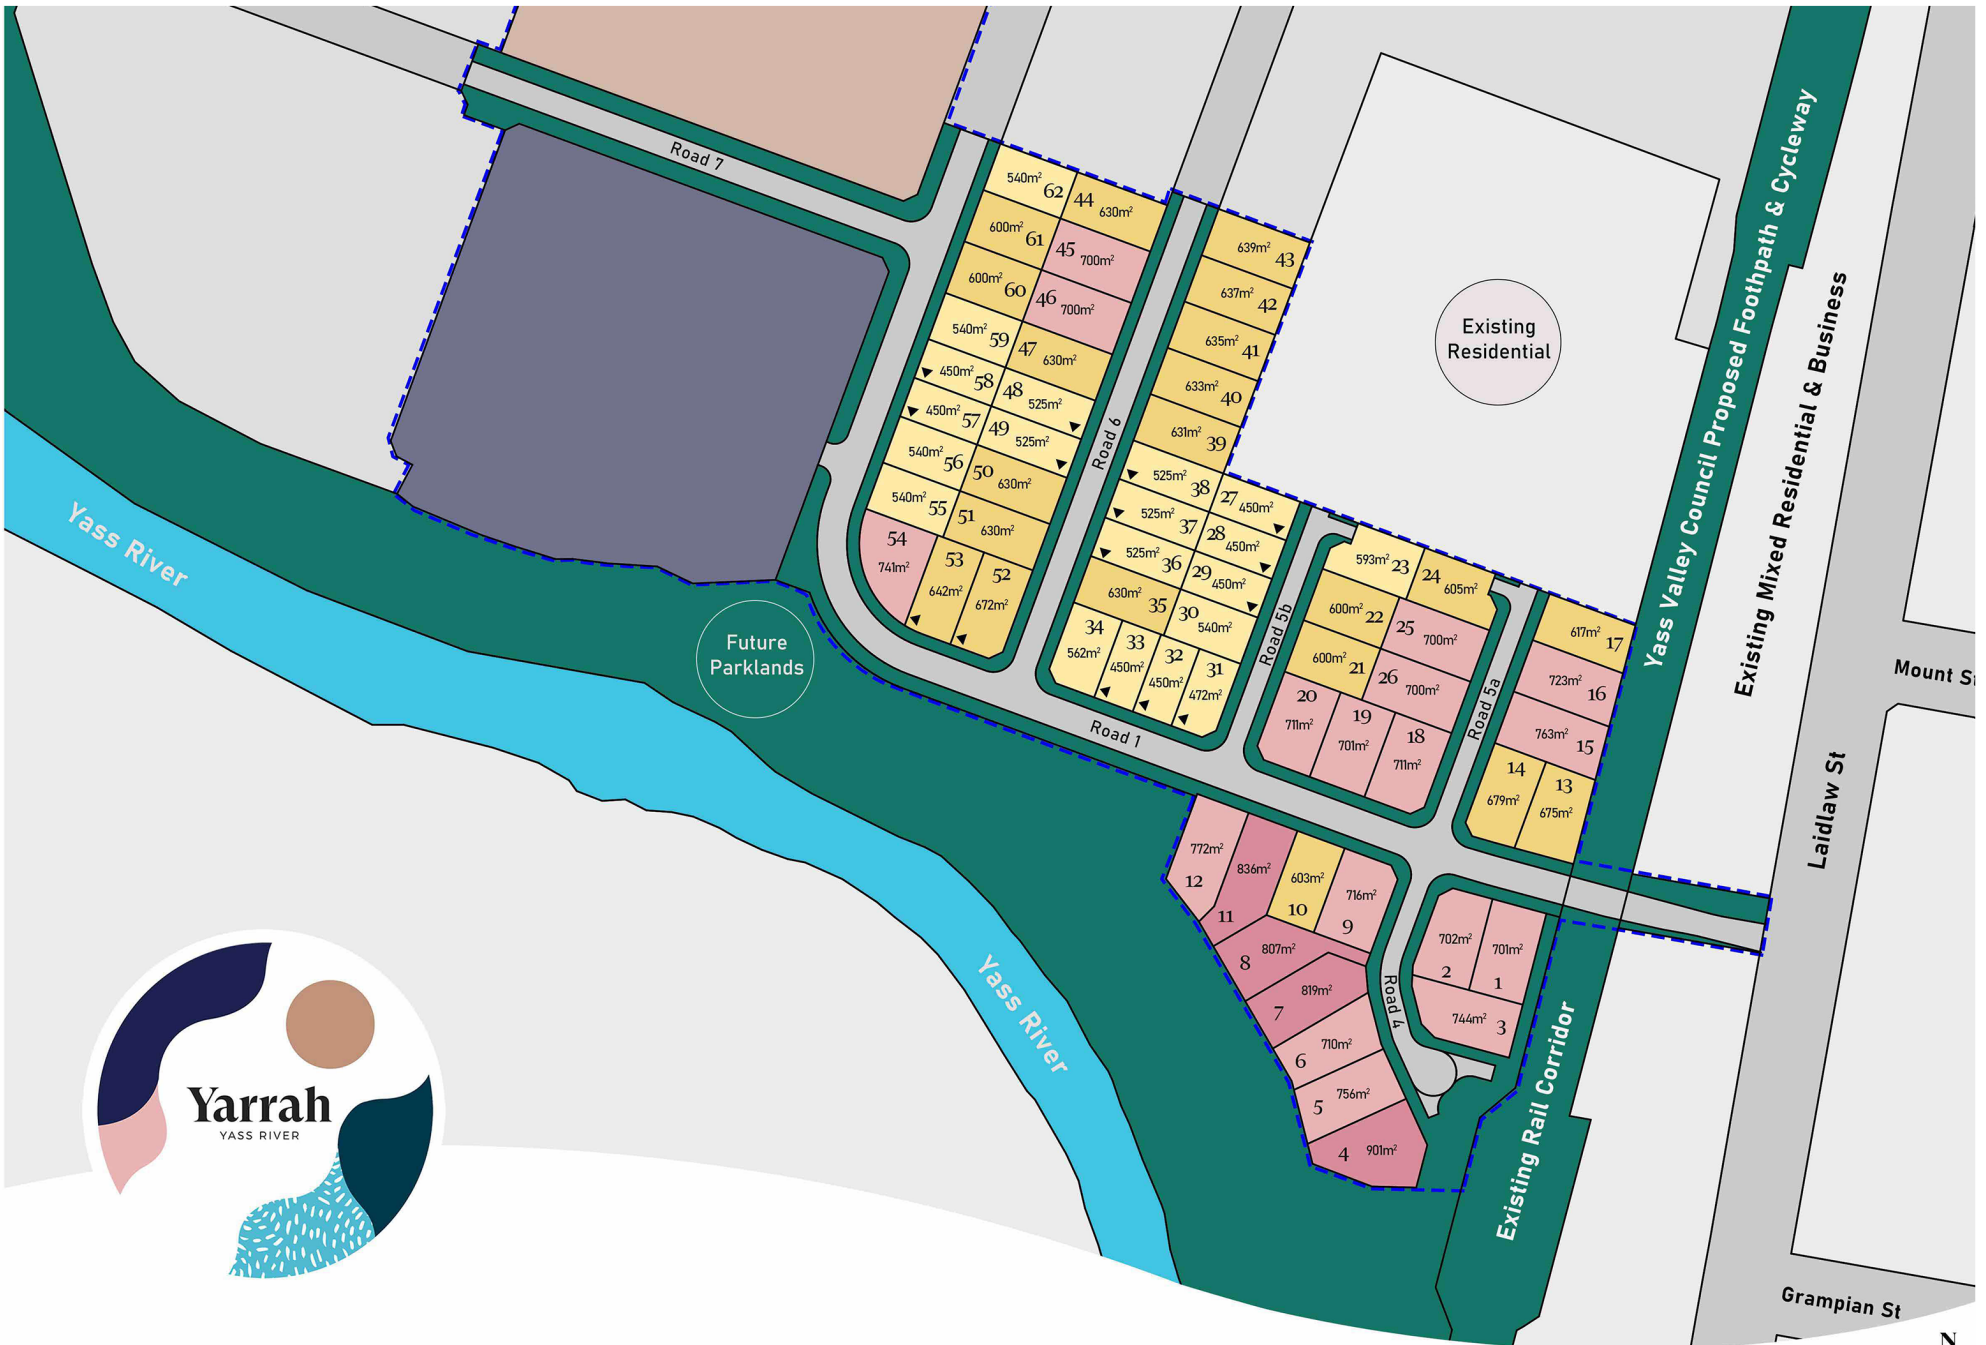 Road 7
540m² 62
44 630m²
600m² 61
45 700m²
600m² 60
46 700m²
540m² 59
47 630m²
450m² 58
48 525m²
450m² 57
49 525m²
540m² 56
50 630m²
540m² 55
51 630m²
54
741m²
53
642m²
52
672m²
Road 6
639m² 43
637m² 42
635m² 41
633m² 40
631m² 39
525m² 38
27 450m²
525m² 37
28 450m²
525m² 36
29 450m²
630m² 35
30 540m²
34
562m²
33
450m²
32
450m²
31
472m²
Road 5b
593m² 23
24 605m²
600m² 22
25 700m²
600m² 21
26 700m²
20
711m²
19
701m²
18
711m²
Road 5a
617m² 17
723m² 16
763m² 15
14
679m²
13
675m²
Road 1
772m²
12
836m²
11
603m²
10
716m²
9
807m²
8
819m²
7
710m²
6
756m²
5
4 901m²
Road 4
702m²
2
701m²
1
744m² 3
Existing
Residential
Yass Valley Council Proposed Foothpath & Cycleway
Existing Mixed Residential & Business
Laidlaw St
Mount St
Grampian St
Existing Rail Corridor
Future
Parklands
Yass River
Yass River
Yarrah
YASS RIVER
N